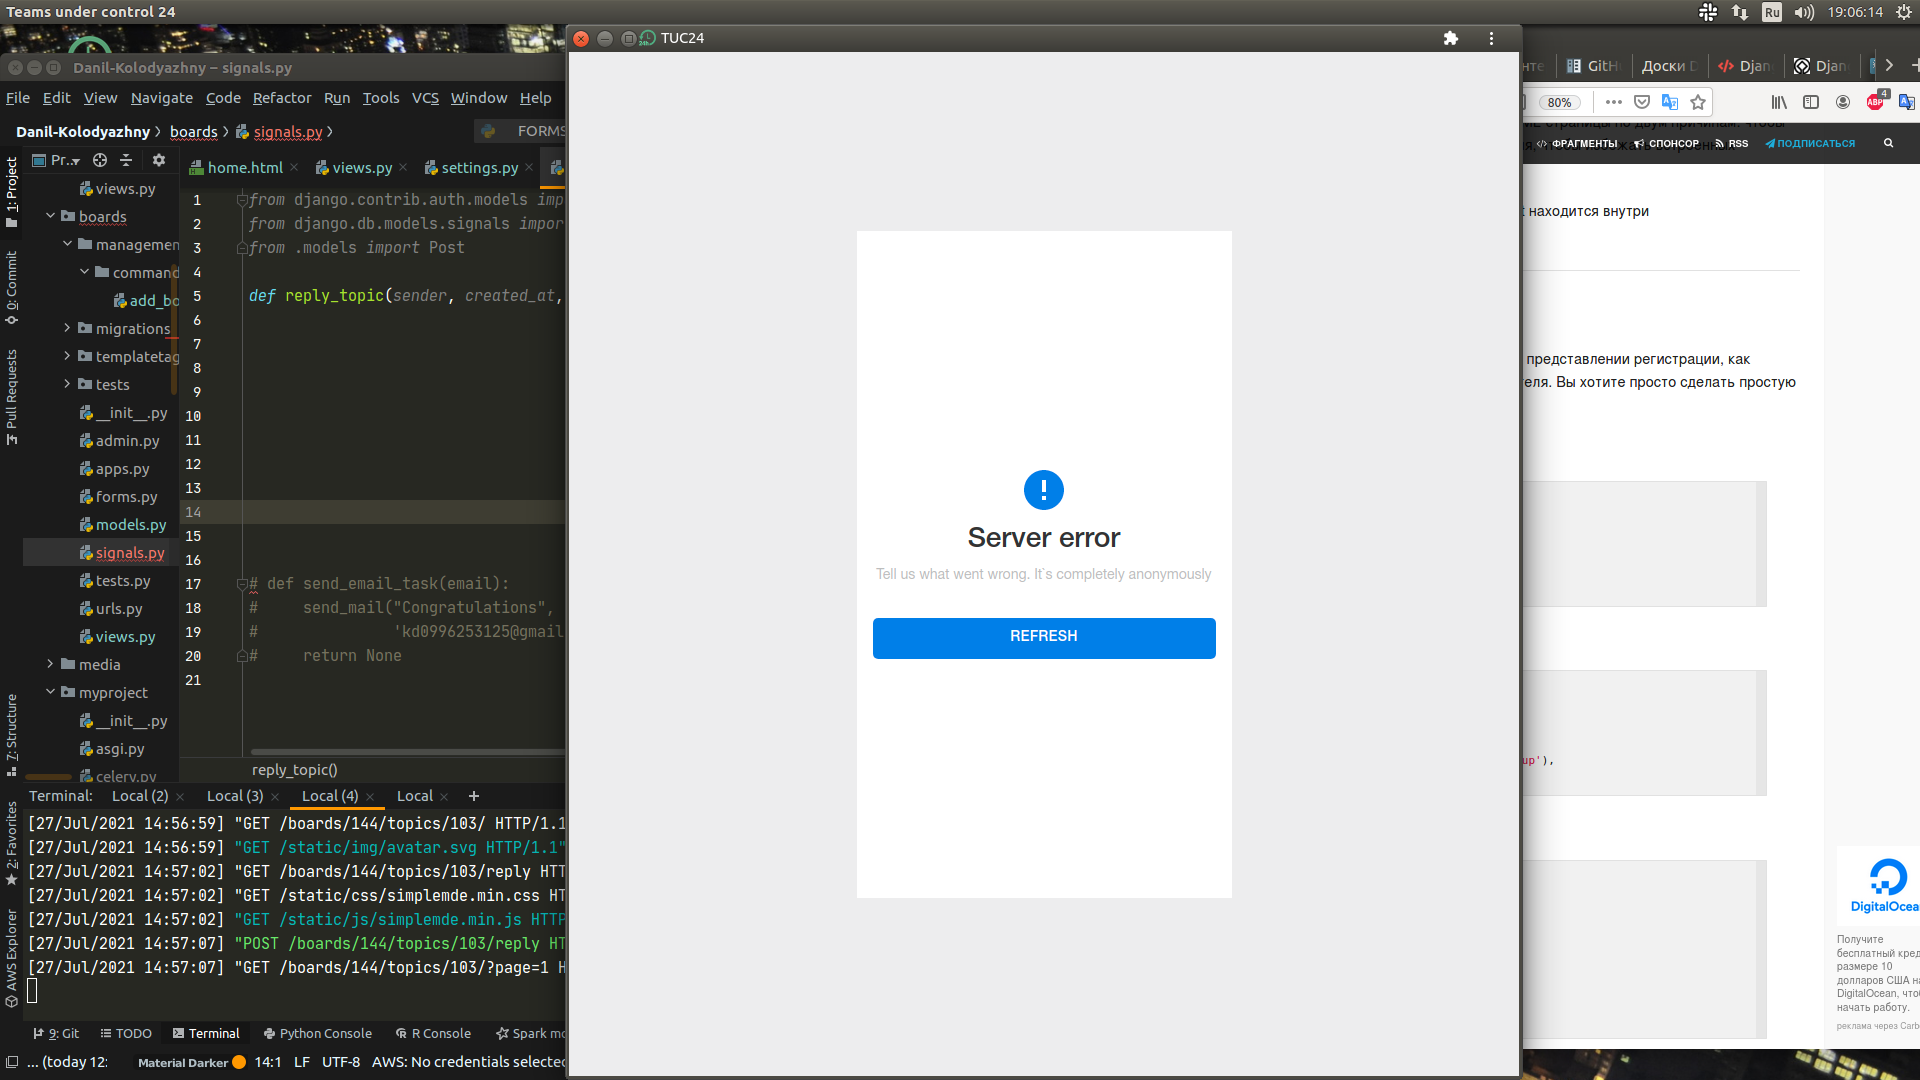 Teams under control 24
Ru
19:06:14
Danil-Kolodyazhny – signals.py
File Edit View Navigate Code Refactor Run Tools VCS Window Help
Danil-Kolodyazhny boards signals.py
FORMS
1: Project
0: Commit
Pull Requests
7: Structure
2: Favorites
AWS Explorer
Pr..
views.py
boards
managemen
command
add_bo
migrations
templatetag
tests
__init__.py
admin.py
apps.py
forms.py
models.py
signals.py
tests.py
urls.py
views.py
media
myproject
__init__.py
asgi.py
celery.py
home.html views.py settings.py
1 from django.contrib.auth.models imp
2 from django.db.models.signals impor
3 from .models import Post
4
5 def reply_topic(sender, created_at,
6
7
8
9
10
11
12
13
14
15
16
17 # def send_email_task(email):
18 #     send_mail("Congratulations",
19 #               'kd0996253125@gmail
20 #     return None
21
reply_topic()
Terminal: Local (2) Local (3) Local (4) Local +
[27/Jul/2021 14:56:59] "GET /boards/144/topics/103/ HTTP/1.1
[27/Jul/2021 14:56:59] "GET /static/img/avatar.svg HTTP/1.1"
[27/Jul/2021 14:57:02] "GET /boards/144/topics/103/reply HTT
[27/Jul/2021 14:57:02] "GET /static/css/simplemde.min.css HT
[27/Jul/2021 14:57:02] "GET /static/js/simplemde.min.js HTTP
[27/Jul/2021 14:57:07] "POST /boards/144/topics/103/reply HT
[27/Jul/2021 14:57:07] "GET /boards/144/topics/103/?page=1 H
9: Git TODO Terminal Python Console R Console Spark mo
... (today 12: Material Darker 14:1 LF UTF-8 AWS: No credentials selected
TUC24
Server error
Tell us what went wrong. It`s completely anonymously
REFRESH
нте GitH Доски D Djan Djan
80%
ABP 4
ФРАГМЕНТЫ СПОНСОР RSS ПОДПИСАТЬСЯ
находится внутри
представлении регистрации, как
теля. Вы хотите просто сделать простую
up'),
DigitalOcea
Получите
бесплатный кред
размере 10
долларов США на
DigitalOcean, что
начать работу.
реклама через Carb